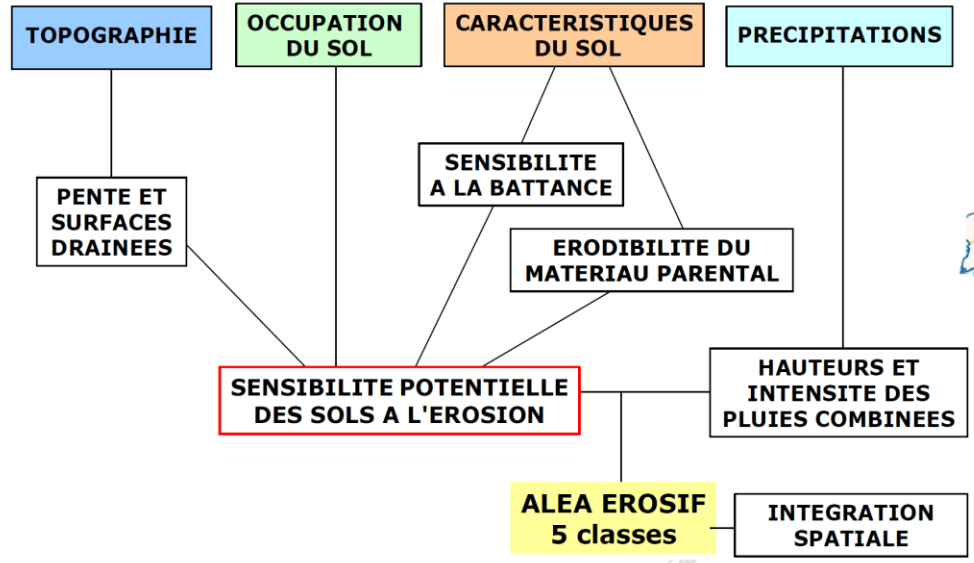 TOPOGRAPHIE
OCCUPATION
DU SOL
CARACTERISTIQUES
DU SOL
PRECIPITATIONS
SENSIBILITE
A LA BATTANCE
PENTE ET
SURFACES
DRAINEES
ERODIBILITE DU
MATERIAU PARENTAL
SENSIBILITE POTENTIELLE
DES SOLS A L'EROSION
HAUTEURS ET
INTENSITE DES
PLUIES COMBINEES
ALEA EROSIF
5 classes
INTEGRATION
SPATIALE